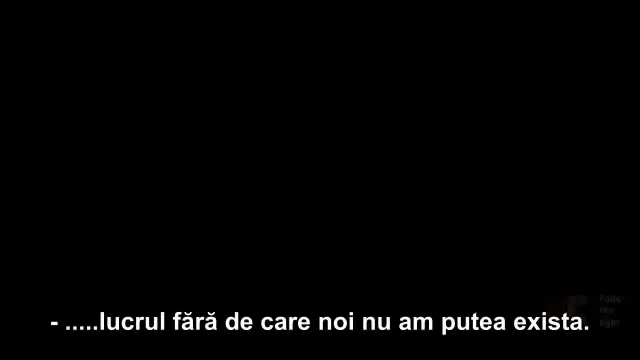 - .....lucrul fără de care noi nu am putea exista.